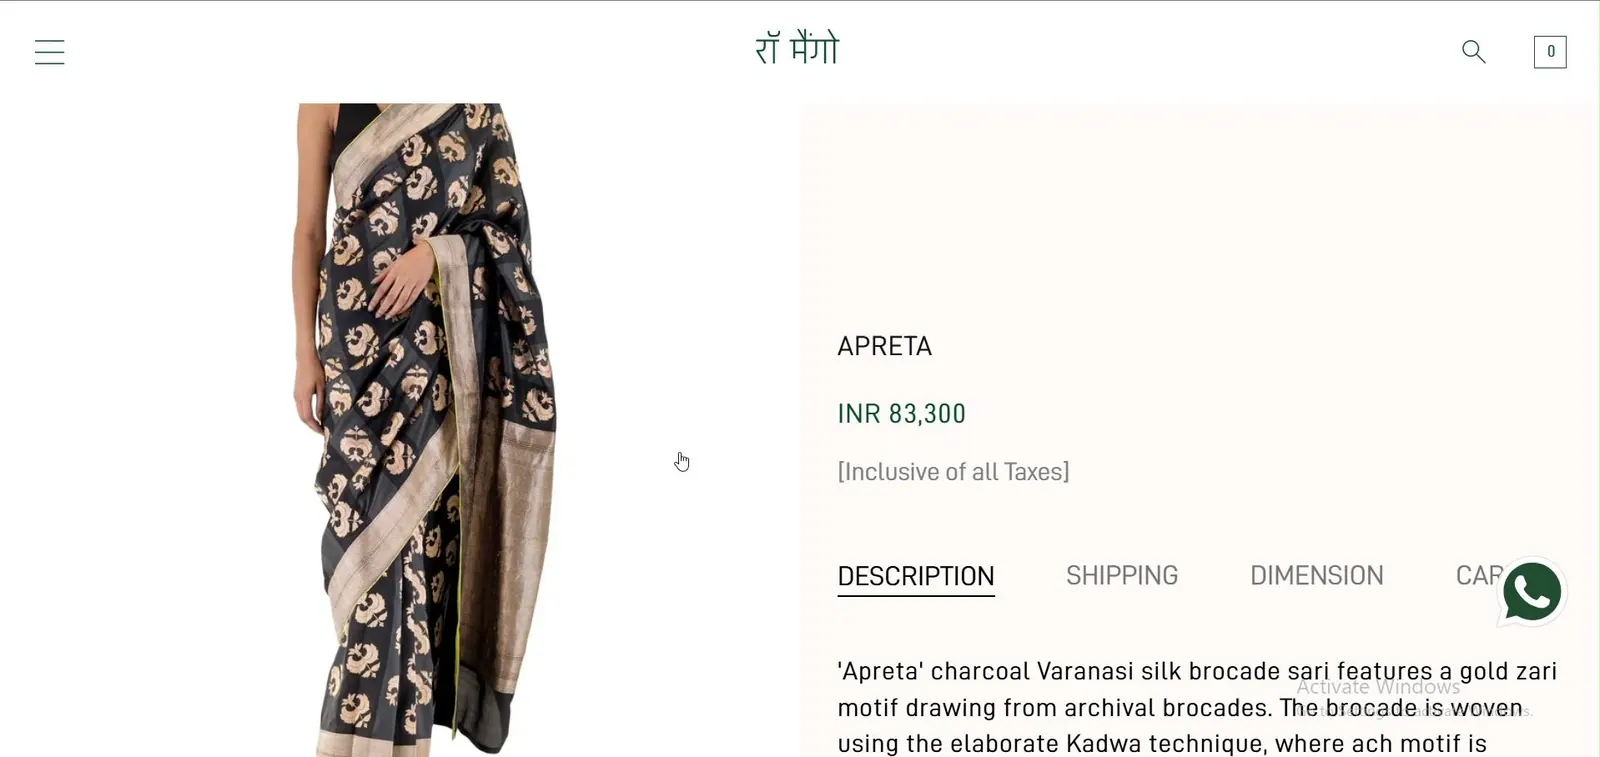 रॉ मैंगो
0
APRETA
INR 83,300
[Inclusive of all Taxes]
DESCRIPTION SHIPPING DIMENSION CAR
'Apreta' charcoal Varanasi silk brocade sari features a gold zari
Activate Windows
motif drawing from archival brocades. The brocade is woven
using the elaborate Kadwa technique, where ach motif is